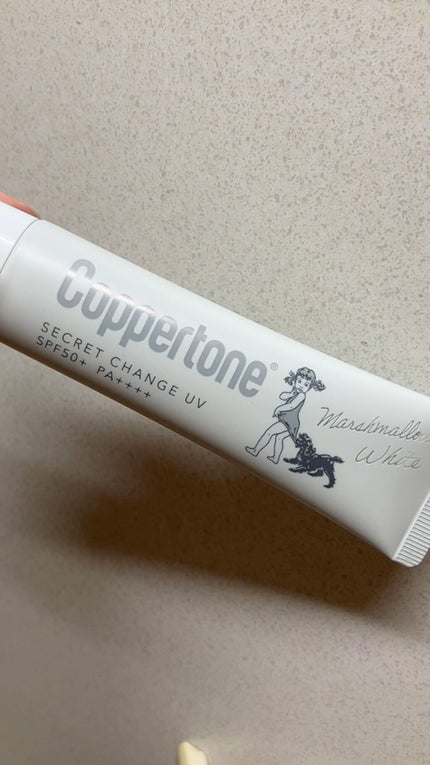 Coppertone®
SECRET CHANGE UV
SPF50+ PA++++
Marshmallow
White